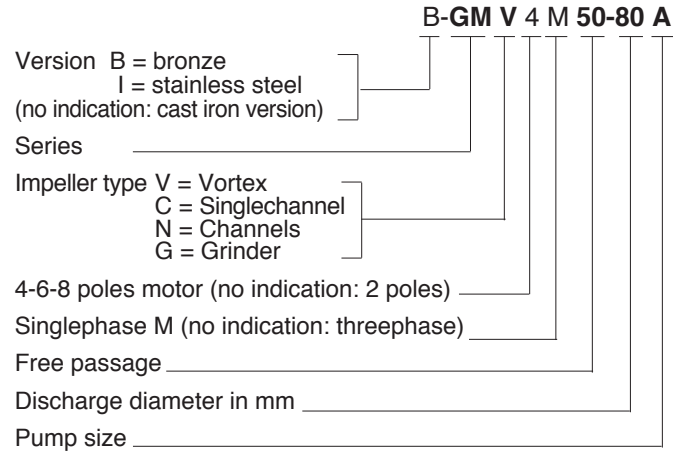 B-GM V 4 M 50-80 A
Version B = bronze
I = stainless steel
(no indication: cast iron version)
Series
Impeller type V = Vortex
C = Singlechannel
N = Channels
G = Grinder
4-6-8 poles motor (no indication: 2 poles)
Singlephase M (no indication: threephase)
Free passage
Discharge diameter in mm
Pump size